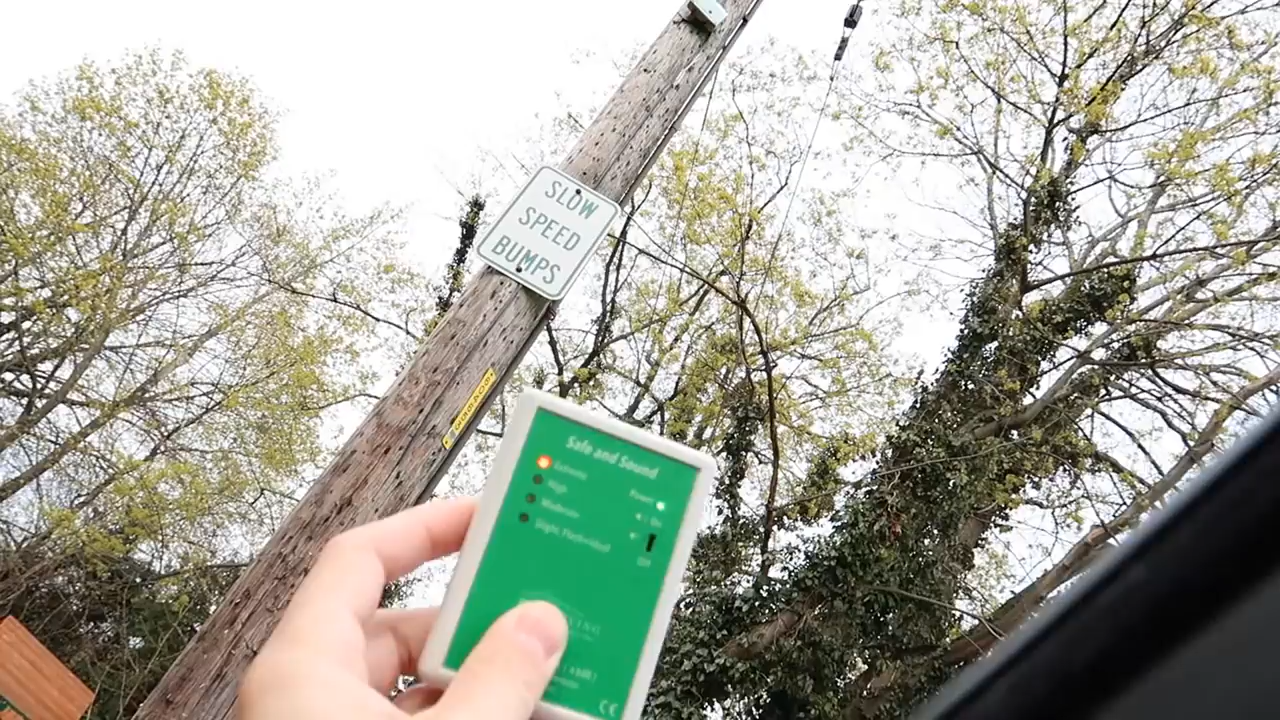 SLOW
SPEED
BUMPS
Safe and Sound
Extreme
High
Moderate
Slight, Flash=Ideal
Power
On
Off
CE